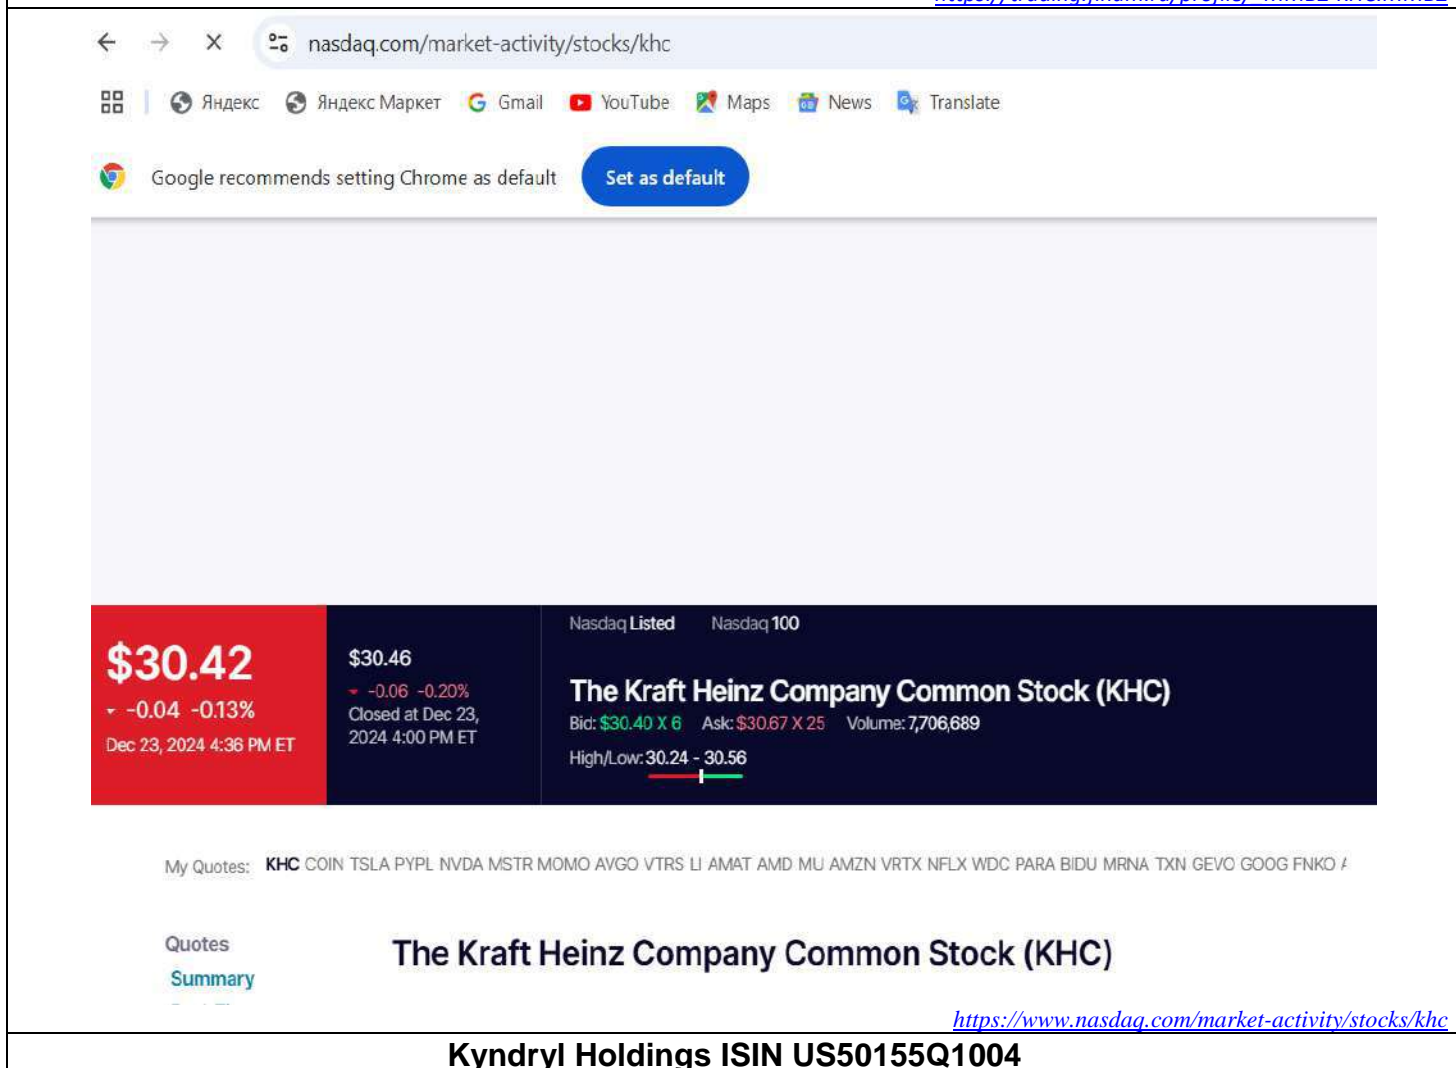 nasdaq.com/market-activity/stocks/khc
Яндекс Яндекс Маркет Gmail YouTube Maps News Translate
Google recommends setting Chrome as default Set as default
$30.42
-0.04 -0.13%
Dec 23, 2024 4:36 PM ET
$30.46
-0.06 -0.20%
Closed at Dec 23,
2024 4:00 PM ET
Nasdaq Listed Nasdaq 100
The Kraft Heinz Company Common Stock (KHC)
Bid: $30.40 X 6 Ask: $30.67 X 25 Volume: 7,706,689
High/Low: 30.24 - 30.56
My Quotes: KHC COIN TSLA PYPL NVDA MSTR MOMO AVGO VTRS LI AMAT AMD MU AMZN VRTX NFLX WDC PARA BIDU MRNA TXN GEVO GOOG FNKO
Quotes
Summary
The Kraft Heinz Company Common Stock (KHC)
https://www.nasdaq.com/market-activity/stocks/khc
Kyndryl Holdings ISIN US50155Q1004